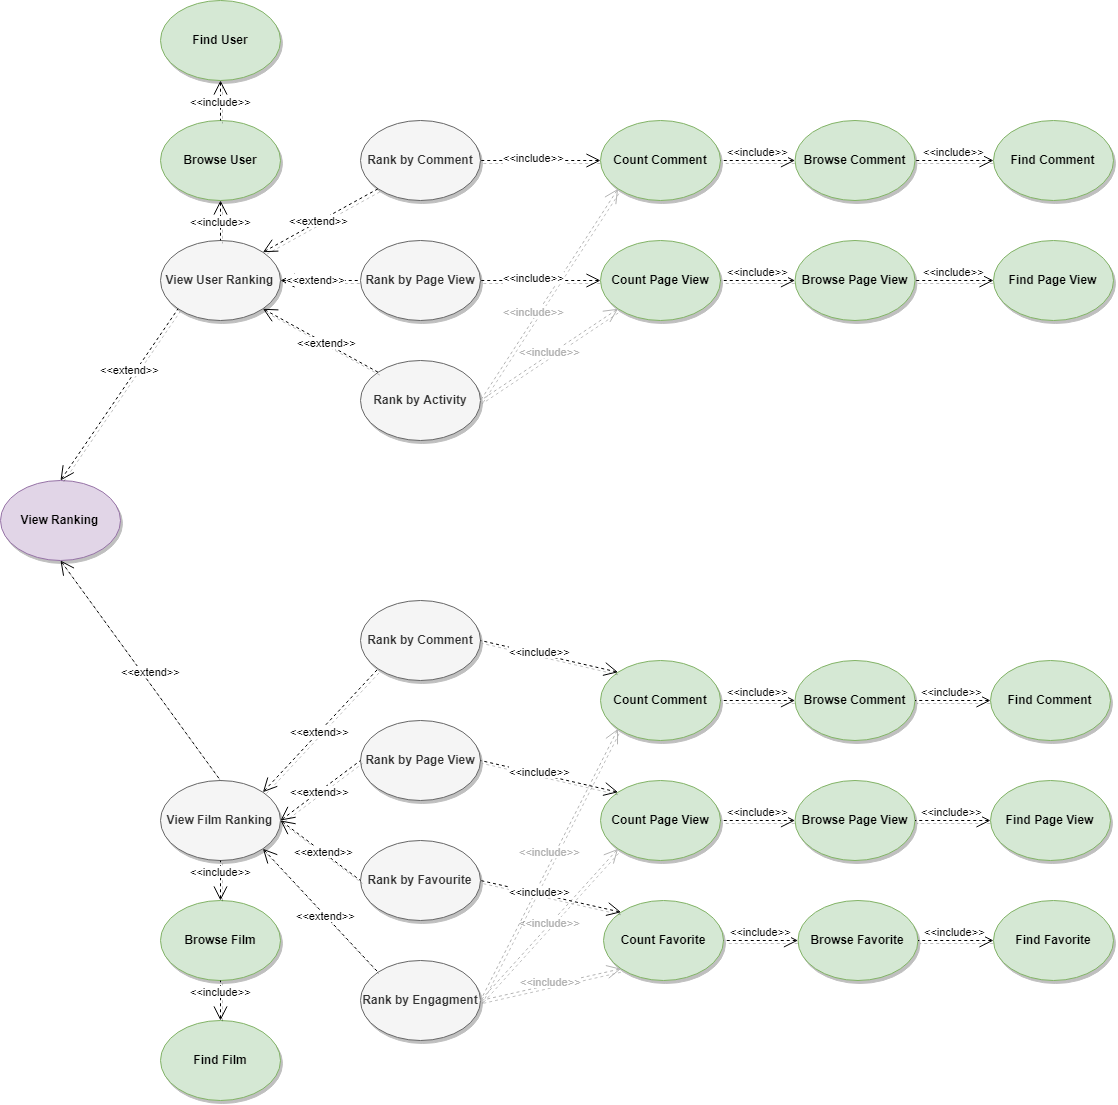 Find User
<<include>>
Browse User
Rank by Comment
<<include>>
Count Comment
<<include>>
Browse Comment
<<include>>
Find Comment
<<include>>
<<extend>>
View User Ranking
<<extend>>
Rank by Page View
<<include>>
Count Page View
<<include>>
Browse Page View
<<include>>
Find Page View
<<include>>
<<extend>>
<<include>>
<<extend>>
Rank by Activity
View Ranking
Rank by Comment
<<include>>
<<extend>>
Count Comment
<<include>>
Browse Comment
<<include>>
Find Comment
<<extend>>
Rank by Page View
<<include>>
<<extend>>
View Film Ranking
Count Page View
<<include>>
Browse Page View
<<include>>
Find Page View
<<extend>>
<<include>>
<<include>>
Rank by Favourite
<<include>>
<<extend>>
<<include>>
Browse Film
Count Favorite
<<include>>
Browse Favorite
<<include>>
Find Favorite
<<include>>
<<include>>
Rank by Engagment
Find Film